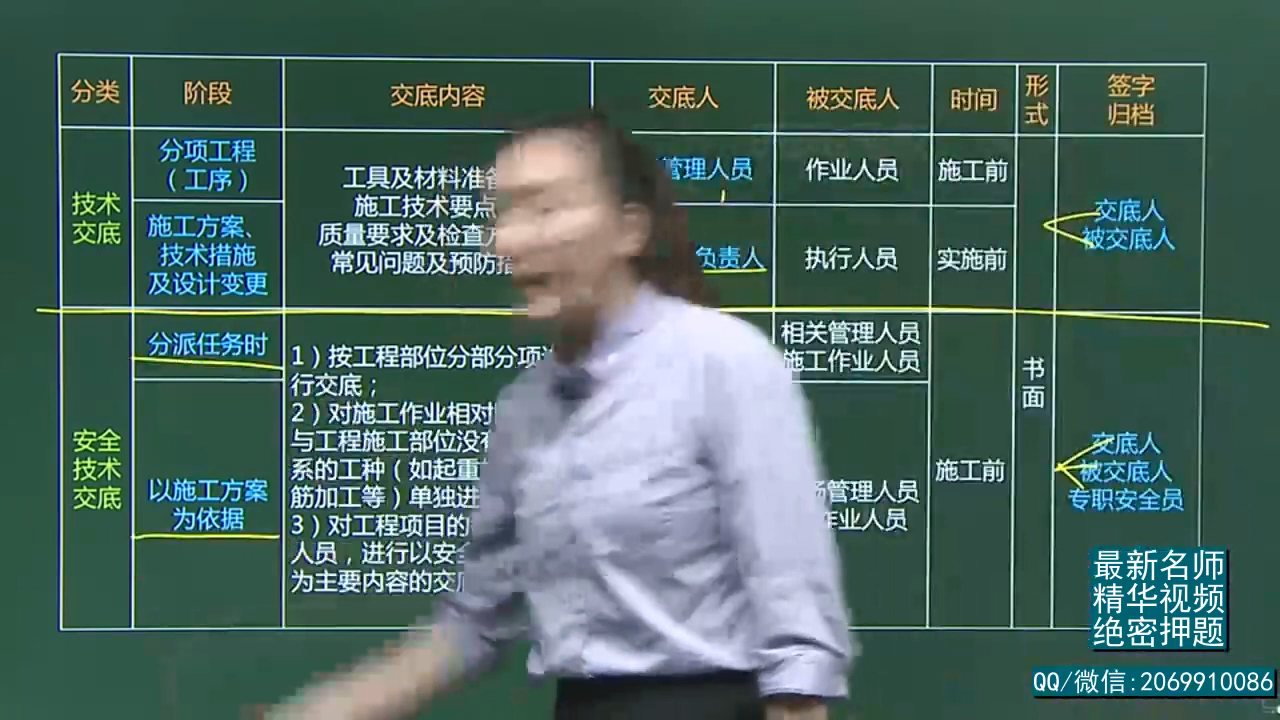 分类
阶段
交底内容
交底人
被交底人
时间
形
式
签字
归档
技术
交底
分项工程
（工序）
工具及材料准备
施工技术要点
质量要求及检查方
常见问题及预防措
管理人员
作业人员
施工前
施工方案、
技术措施
及设计变更
负责人
执行人员
实施前
交底人
被交底人
安全
技术
交底
分派任务时
1）按工程部位分部分项
行交底；
2）对施工作业相对
与工程施工部位没有
系的工种（如起重
筋加工等）单独进
3）对工程项目的
人员，进行以安全
为主要内容的交底
相关管理人员
施工作业人员
以施工方案
为依据
管理人员
作业人员
施工前
书
面
交底人
被交底人
专职安全员
最新名师
精华视频
绝密押题
QQ/微信:2069910086